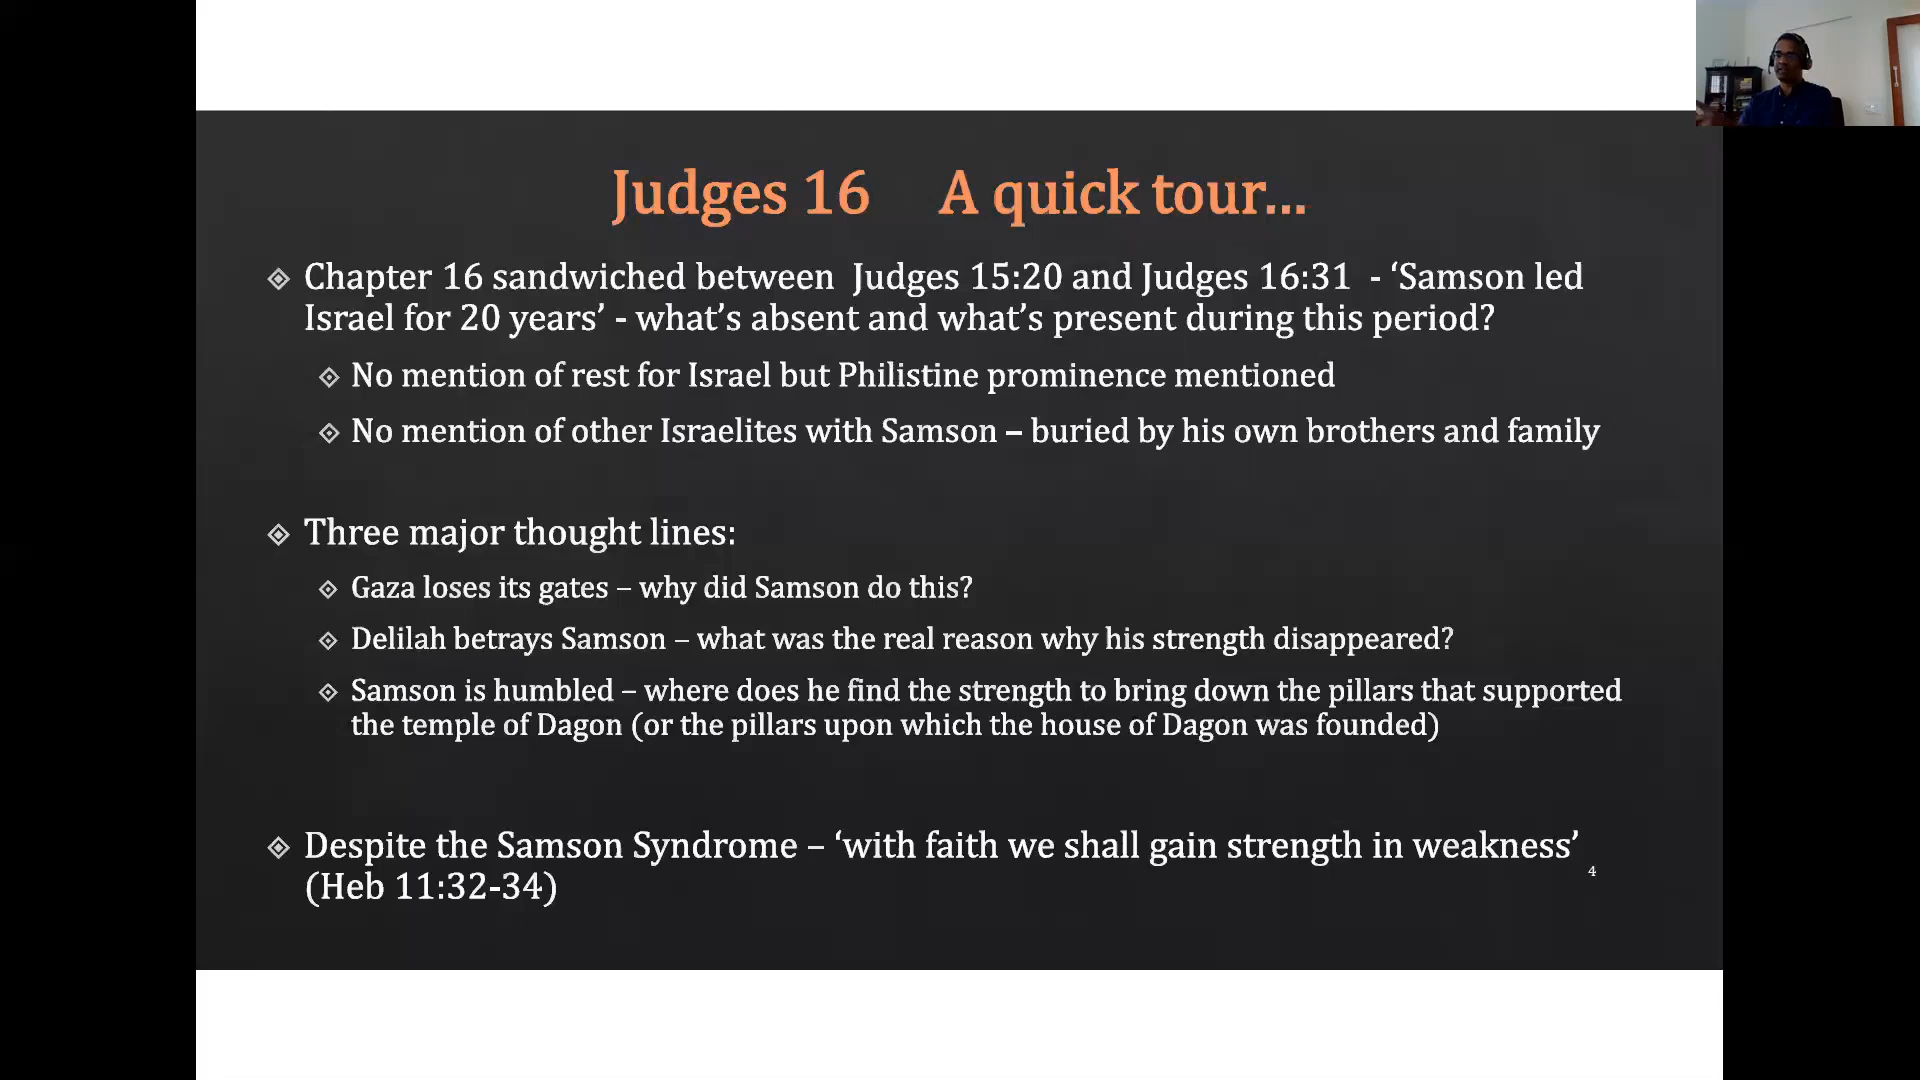 Judges 16 A quick tour...
Chapter 16 sandwiched between Judges 15:20 and Judges 16:31 - ‘Samson led
Israel for 20 years’ - what’s absent and what’s present during this period?
No mention of rest for Israel but Philistine prominence mentioned
No mention of other Israelites with Samson – buried by his own brothers and family
Three major thought lines:
Gaza loses its gates – why did Samson do this?
Delilah betrays Samson – what was the real reason why his strength disappeared?
Samson is humbled – where does he find the strength to bring down the pillars that supported
the temple of Dagon (or the pillars upon which the house of Dagon was founded)
Despite the Samson Syndrome – ‘with faith we shall gain strength in weakness’
(Heb 11:32-34)
4